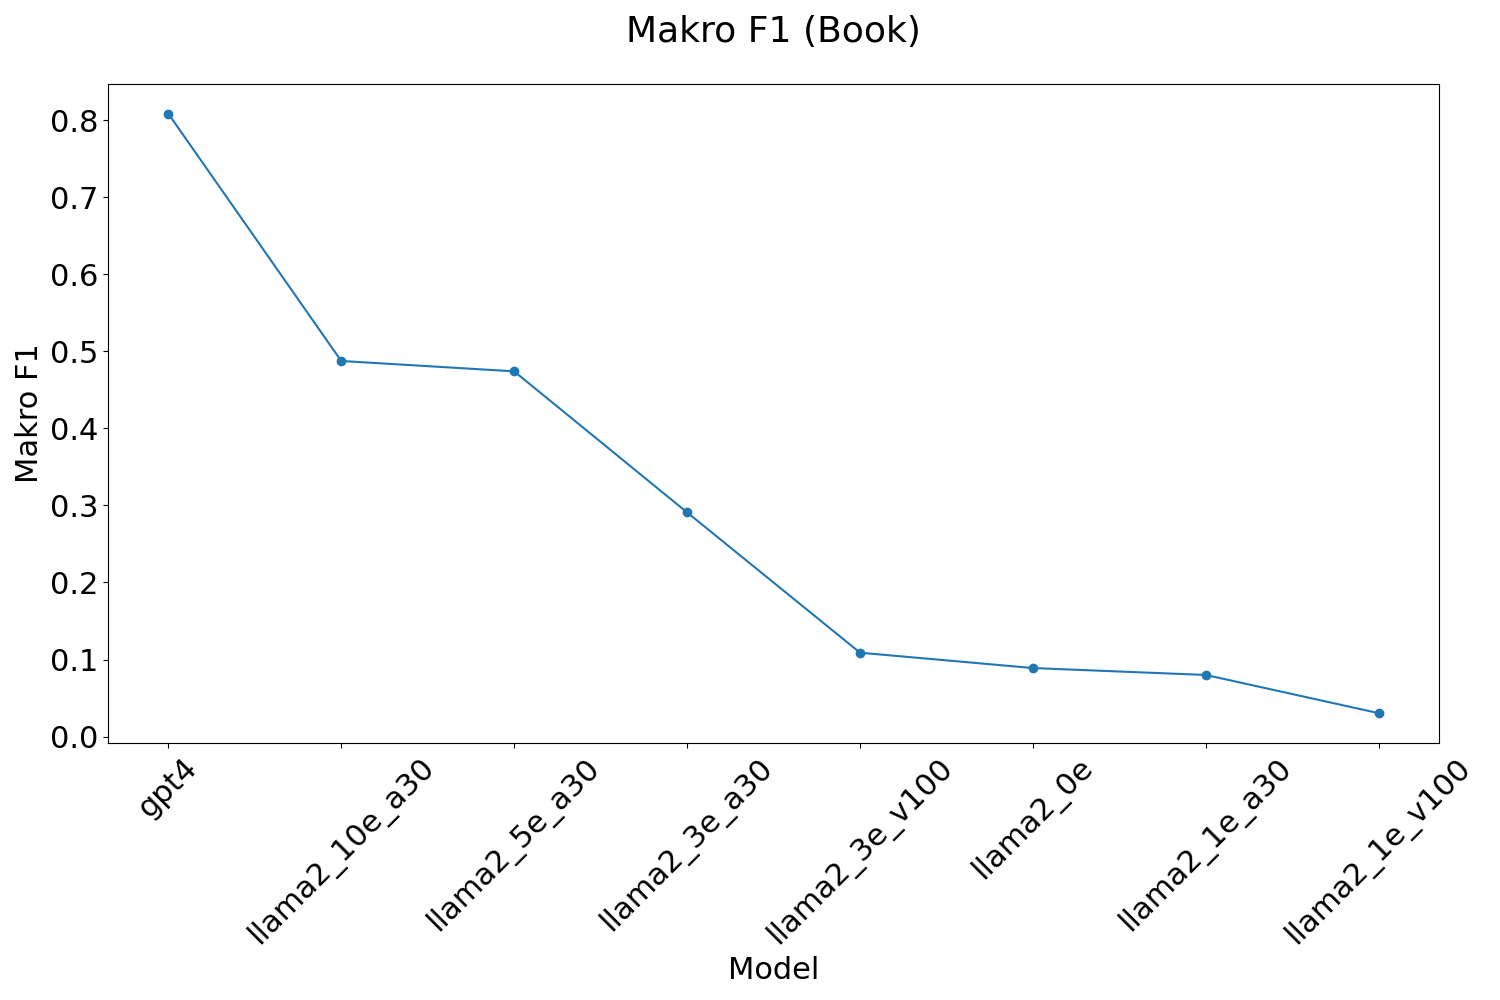 Makro F1 (Book)
Makro F1
0.8
0.7
0.6
0.5
0.4
0.3
0.2
0.1
0.0
gpt4
llama2_10e_a30
llama2_5e_a30
llama2_3e_a30
llama2_3e_v100
llama2_0e
llama2_1e_a30
llama2_1e_v100
Model